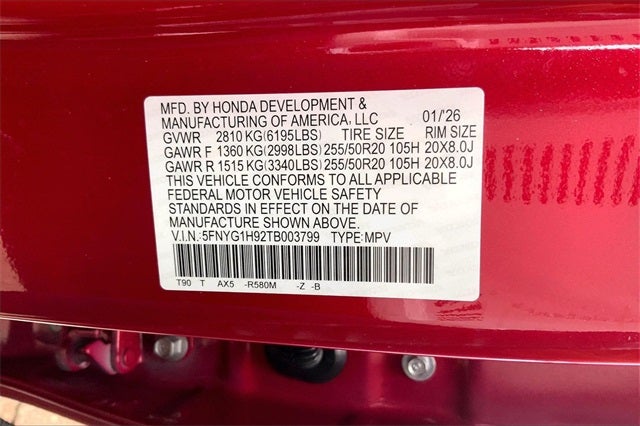 MFD. BY HONDA DEVELOPMENT &
MANUFACTURING OF AMERICA, LLC 01/'26
GVWR 2810 KG(6195LBS) TIRE SIZE RIM SIZE
GAWR F 1360 KG(2998LBS) 255/50R20 105H 20X8.0J
GAWR R 1515 KG(3340LBS) 255/50R20 105H 20X8.0J
THIS VEHICLE CONFORMS TO ALL APPLICABLE
FEDERAL MOTOR VEHICLE SAFETY
STANDARDS IN EFFECT ON THE DATE OF
MANUFACTURE SHOWN ABOVE.
V.I.N.:5FNYG1H92TB003799 TYPE:MPV
T90 T AX5 -R580M -Z -B